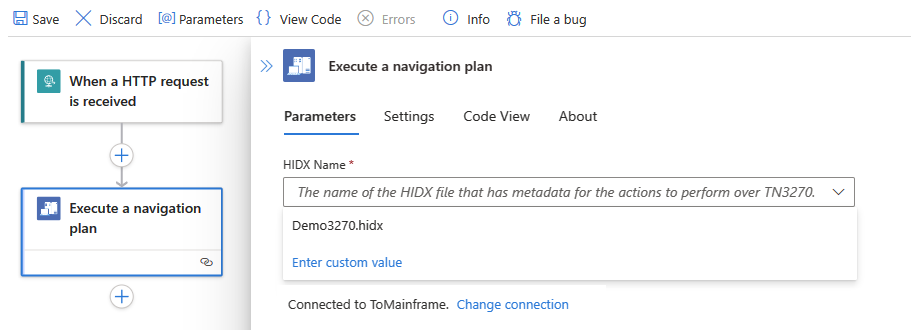 Save Discard [@] Parameters {} View Code Errors Info File a bug
When a HTTP request
is received
Execute a navigation
plan
Execute a navigation plan
Parameters Settings Code View About
HIDX Name *
The name of the HIDX file that has metadata for the actions to perform over TN3270.
Demo3270.hidx
Enter custom value
Connected to ToMainframe. Change connection